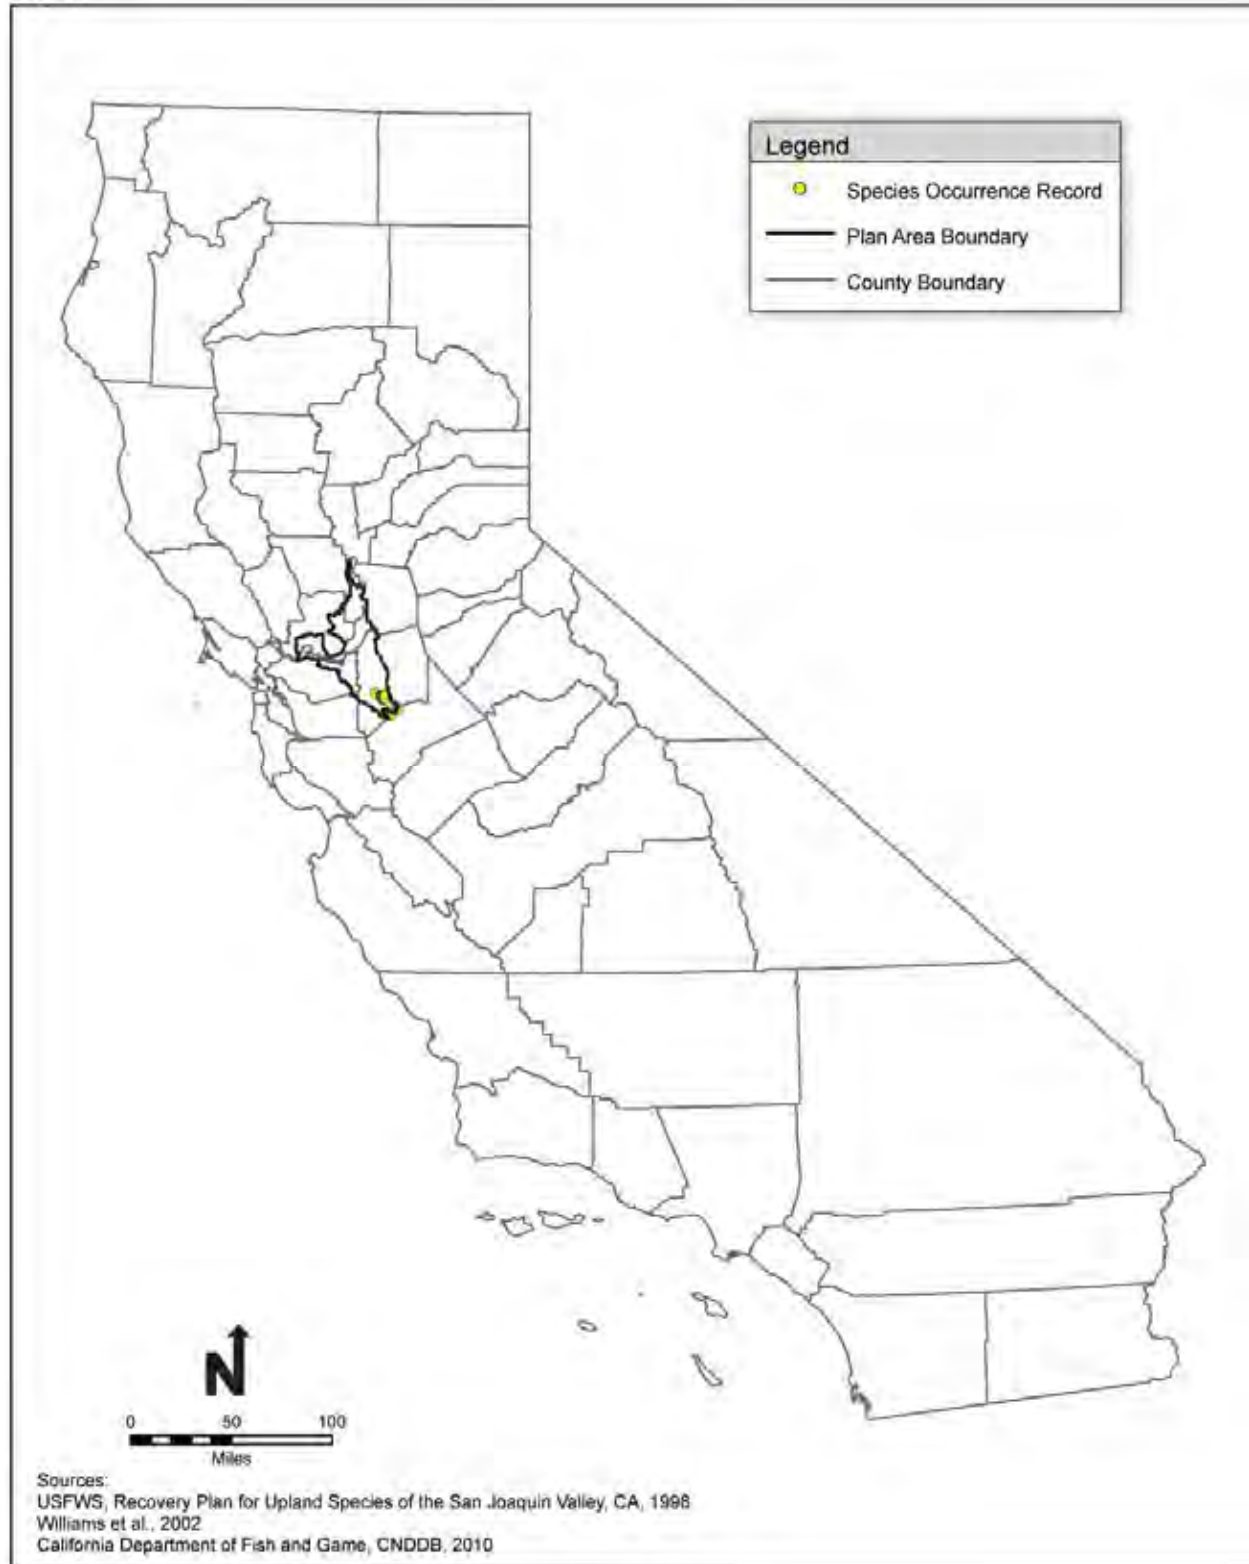 Legend
Species Occurrence Record
Plan Area Boundary
County Boundary
N
0 50 100
Miles
Sources:
USFWS, Recovery Plan for Upland Species of the San Joaquin Valley, CA, 1998
Williams et al., 2002
California Department of Fish and Game, CNDDB, 2010